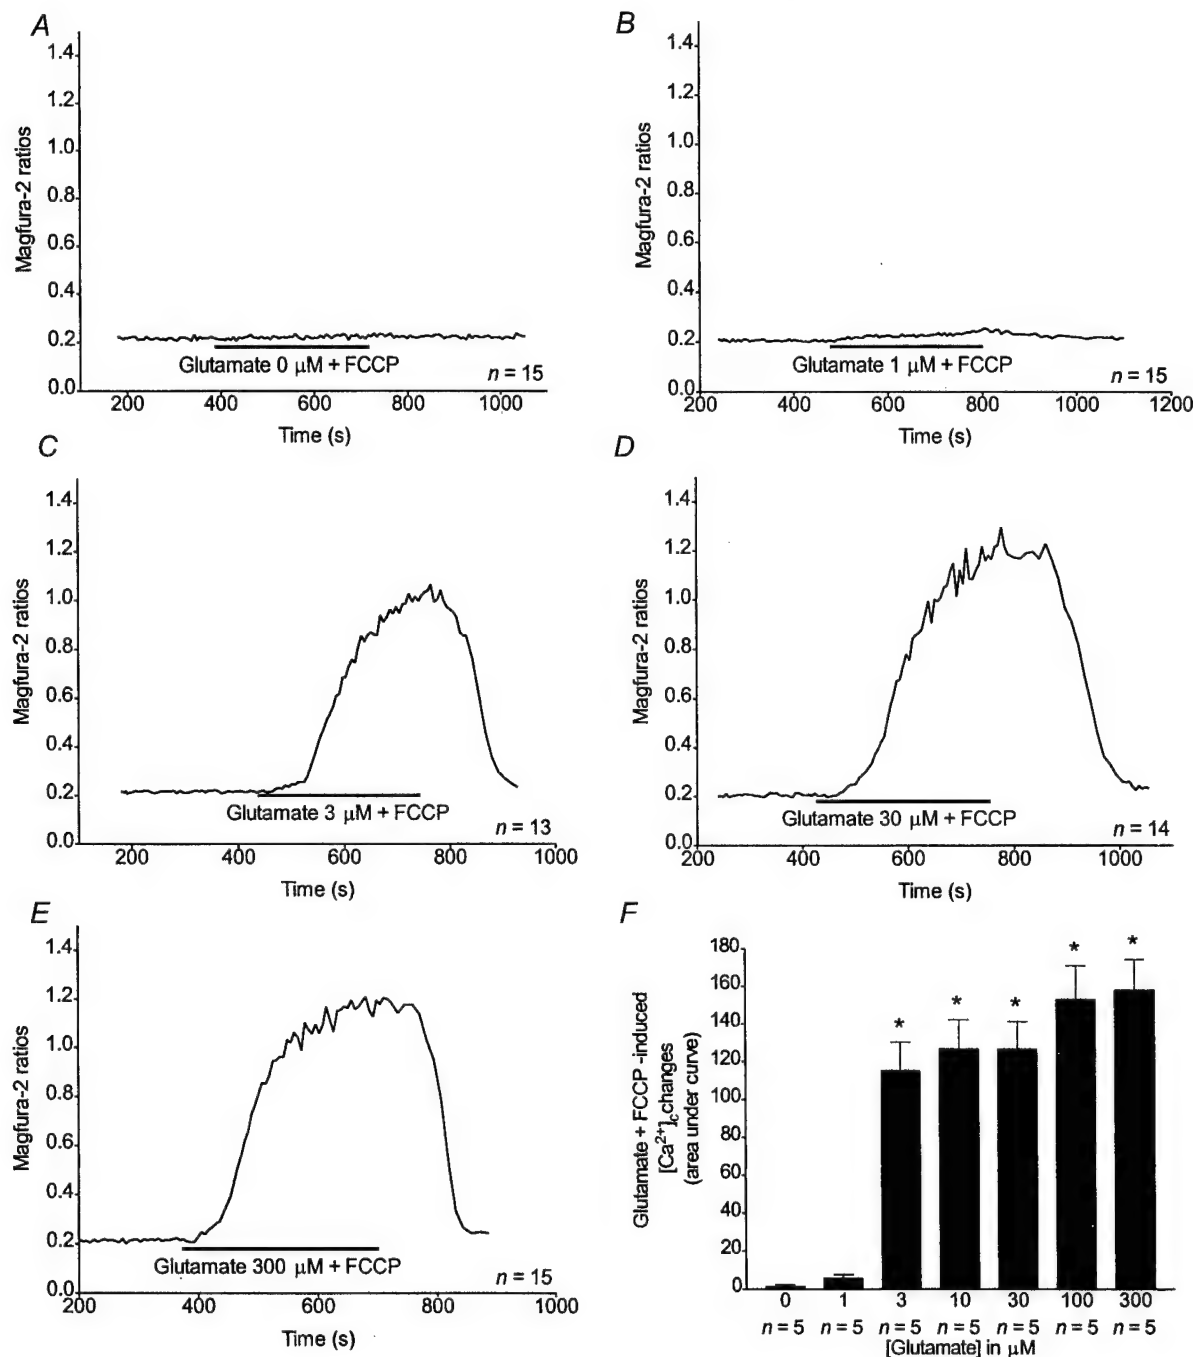 A
1.4
1.2
1.0
0.8
0.6
0.4
0.2
0.0
Magfura-2 ratios
Glutamate 0 μM + FCCP
n = 15
200 400 600 800 1000
Time (s)
B
1.4
1.2
1.0
0.8
0.6
0.4
0.2
0.0
Magfura-2 ratios
Glutamate 1 μM + FCCP
n = 15
200 400 600 800 1000 1200
Time (s)
C
1.4
1.2
1.0
0.8
0.6
0.4
0.2
0.0
Magfura-2 ratios
Glutamate 3 μM + FCCP
n = 13
200 400 600 800 1000
Time (s)
D
1.4
1.2
1.0
0.8
0.6
0.4
0.2
0.0
Magfura-2 ratios
Glutamate 30 μM + FCCP
n = 14
200 400 600 800 1000
Time (s)
E
1.4
1.2
1.0
0.8
0.6
0.4
0.2
0.0
Magfura-2 ratios
Glutamate 300 μM + FCCP
n = 15
200 400 600 800 1000
Time (s)
F
180
160
140
120
100
80
60
40
20
0
Glutamate + FCCP -induced
[Ca²⁺]c changes
(area under curve)
* * * * *
0 1 3 10 30 100 300
n = 5 n = 5 n = 5 n = 5 n = 5 n = 5 n = 5
[Glutamate] in μM